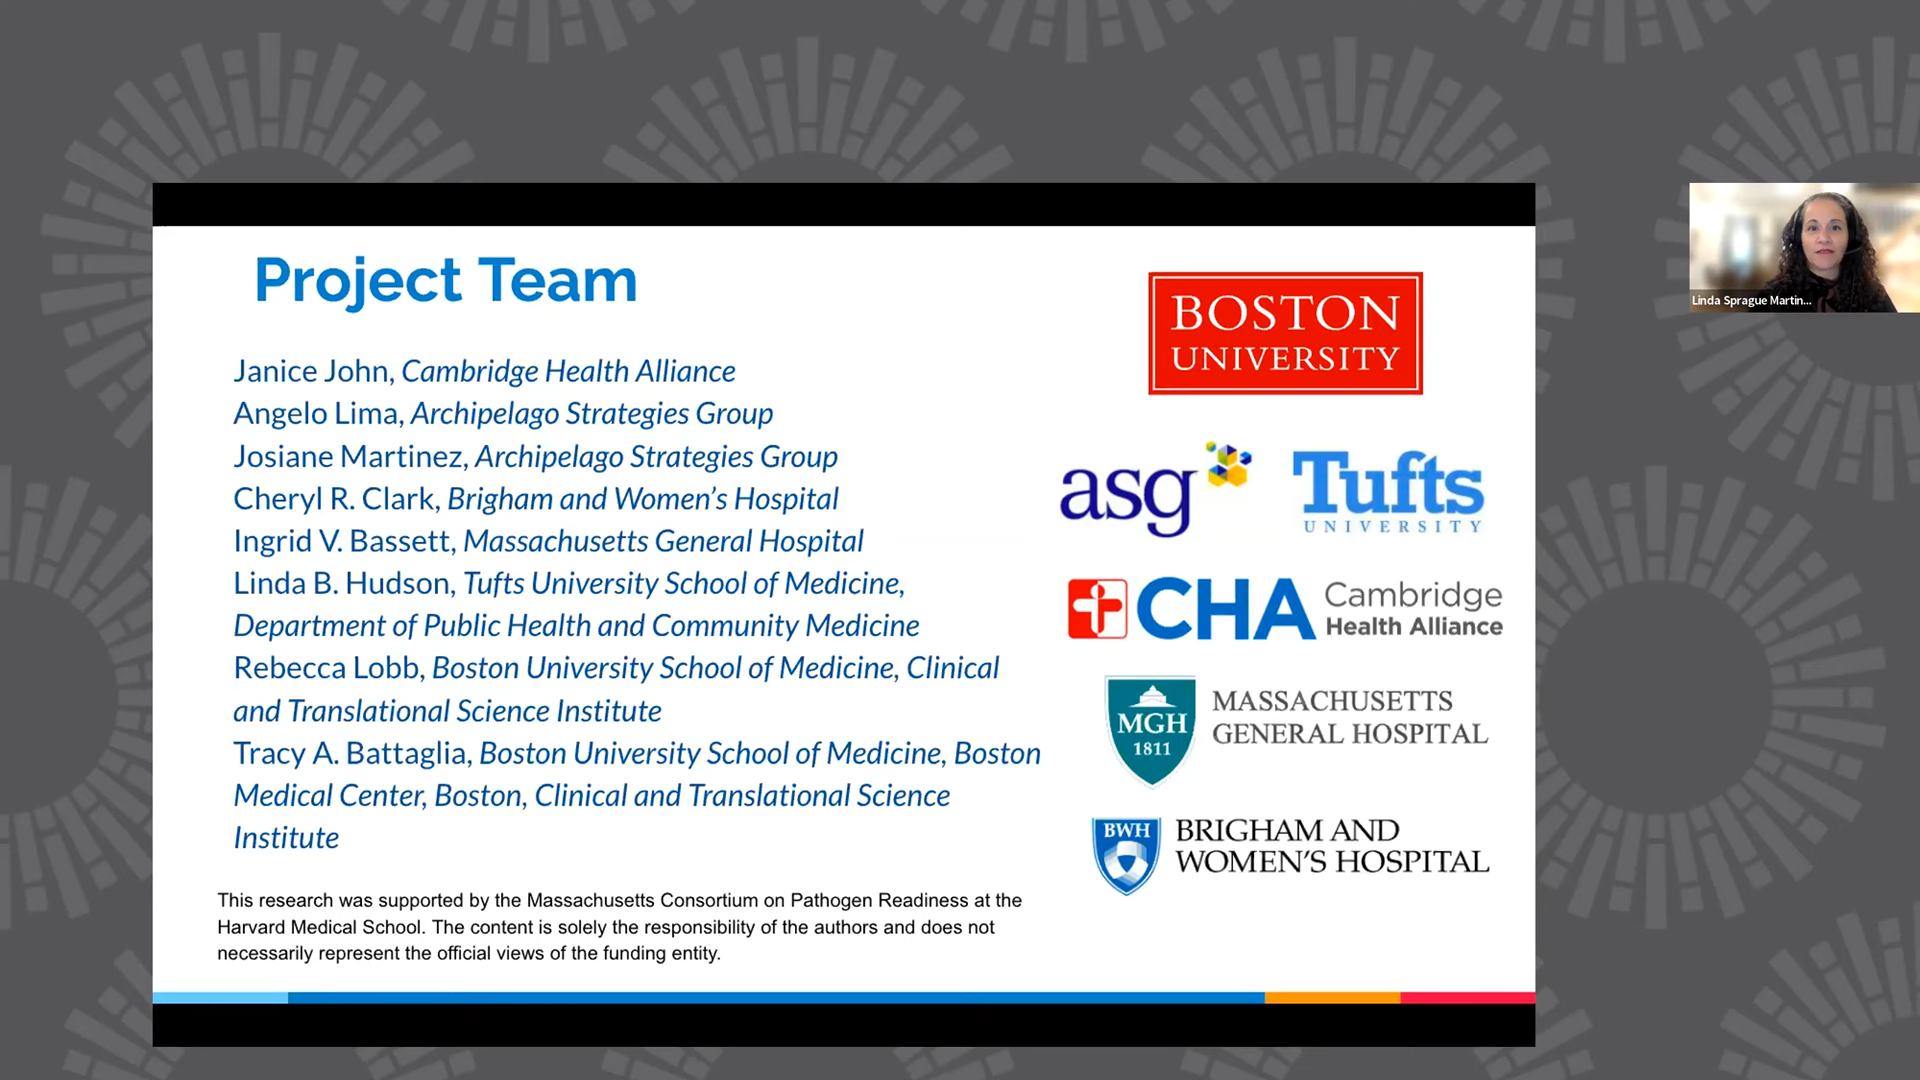 Project Team
Janice John, Cambridge Health Alliance
Angelo Lima, Archipelago Strategies Group
Josiane Martinez, Archipelago Strategies Group
Cheryl R. Clark, Brigham and Women’s Hospital
Ingrid V. Bassett, Massachusetts General Hospital
Linda B. Hudson, Tufts University School of Medicine,
Department of Public Health and Community Medicine
Rebecca Lobb, Boston University School of Medicine, Clinical
and Translational Science Institute
Tracy A. Battaglia, Boston University School of Medicine, Boston
Medical Center, Boston, Clinical and Translational Science
Institute
This research was supported by the Massachusetts Consortium on Pathogen Readiness at the
Harvard Medical School. The content is solely the responsibility of the authors and does not
necessarily represent the official views of the funding entity.
BOSTON
UNIVERSITY
asg
Tufts
UNIVERSITY
CHA
Cambridge
Health Alliance
MGH
1811
MASSACHUSETTS
GENERAL HOSPITAL
BWH
BRIGHAM AND
WOMEN’S HOSPITAL
Linda Sprague Martin...